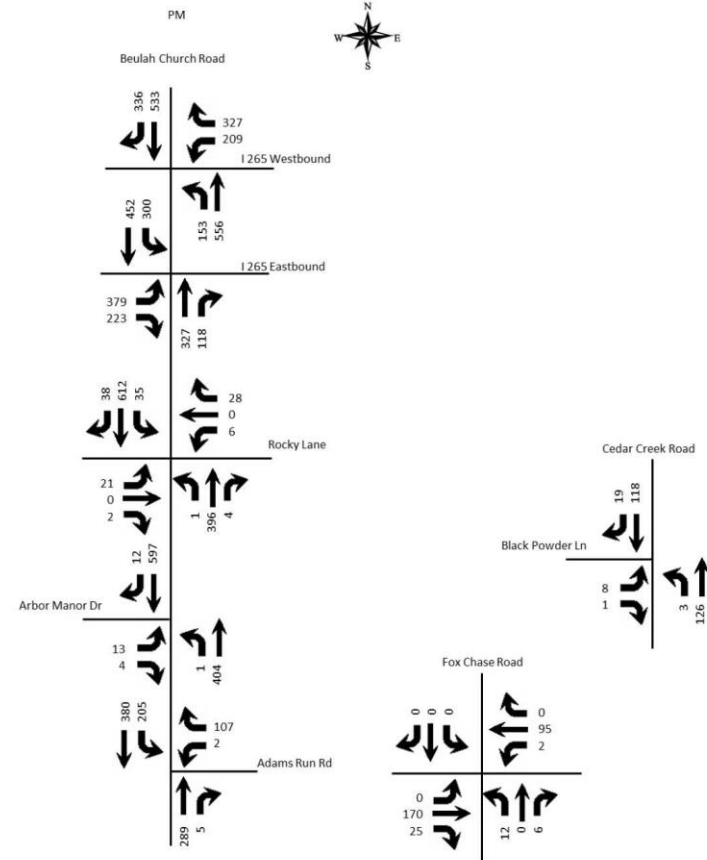 PM
N
W E
S
Beulah Church Road
336 533
327
209
I 265 Westbound
153 556
452 300
I 265 Eastbound
379
223
327 118
38 612 35
28
0
6
Rocky Lane
21
0
2
1 396 4
Cedar Creek Road
19 118
Black Powder Ln
8
1
3 126
12 597
Arbor Manor Dr
13
4
1 404
Fox Chase Road
380 205
107
2
Adams Run Rd
289 5
0 0 0
0
95
2
0
170
25
12 0 6